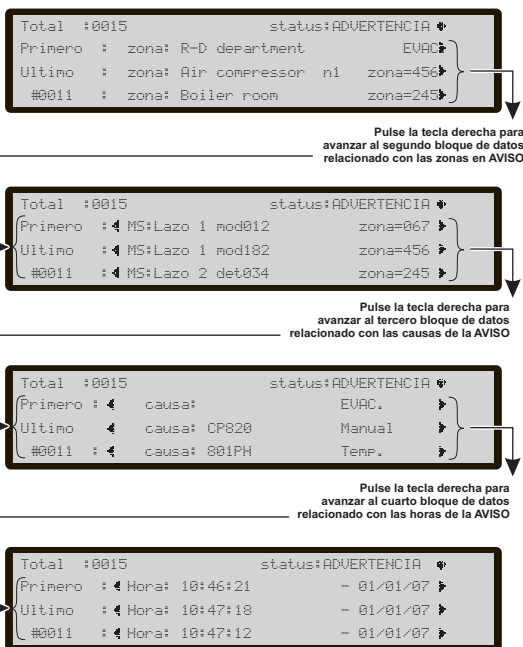 Total :0015 status:ADVERTENCIA
Primero : zona: R-D department EVAC
Ultimo : zona: Air compressor n1 zona=456
#0011 : zona: Boiler room zona=245
Pulse la tecla derecha para
avanzar al segundo bloque de datos
relacionado con las zonas en AVISO
Total :0015 status:ADVERTENCIA
Primero : MS:Lazo 1 mod012 zona=067
Ultimo : MS:Lazo 1 mod182 zona=456
#0011 : MS:Lazo 2 det034 zona=245
Pulse la tecla derecha para
avanzar al tercero bloque de datos
relacionado con las causas de la AVISO
Total :0015 status:ADVERTENCIA
Primero : causa: EVAC.
Ultimo causa: CP820 Manual
#0011 : causa: 801PH Temp.
Pulse la tecla derecha para
avanzar al cuarto bloque de datos
relacionado con las horas de la AVISO
Total :0015 status:ADVERTENCIA
Primero : Hora: 10:46:21 - 01/01/07
Ultimo : Hora: 10:47:18 - 01/01/07
#0011 : Hora: 10:47:12 - 01/01/07